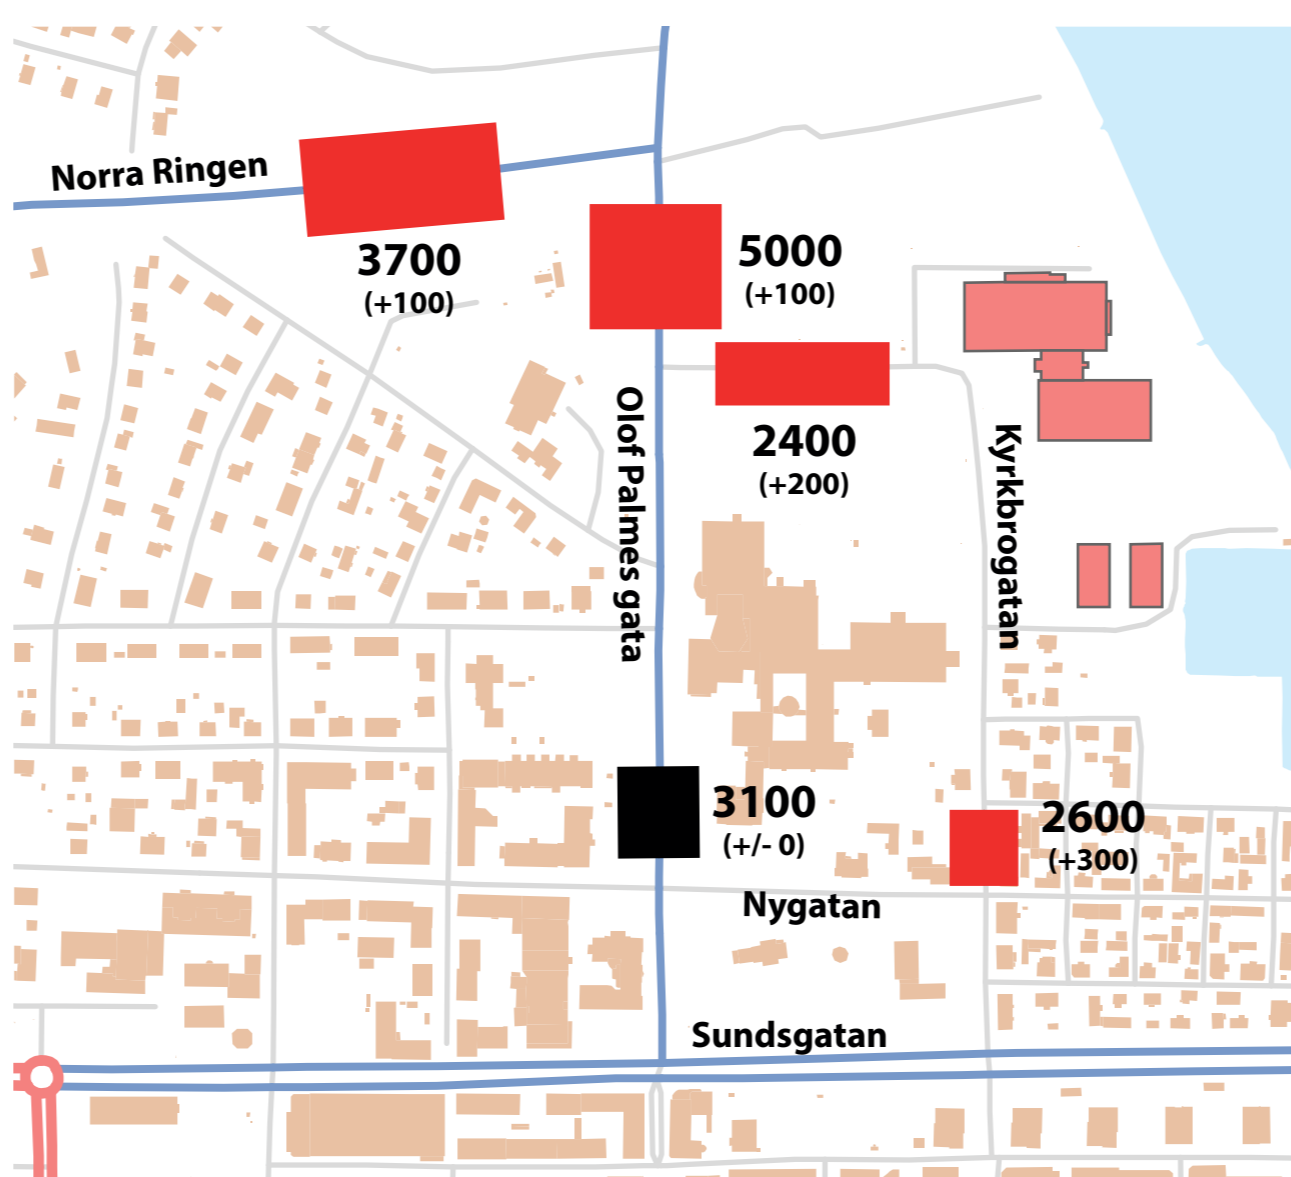 Norra Ringen
3700
(+100)
5000
(+100)
2400
(+200)
Olof Palmes gata
Kyrkbrogatan
3100
(+/- 0)
2600
(+300)
Nygatan
Sundsgatan